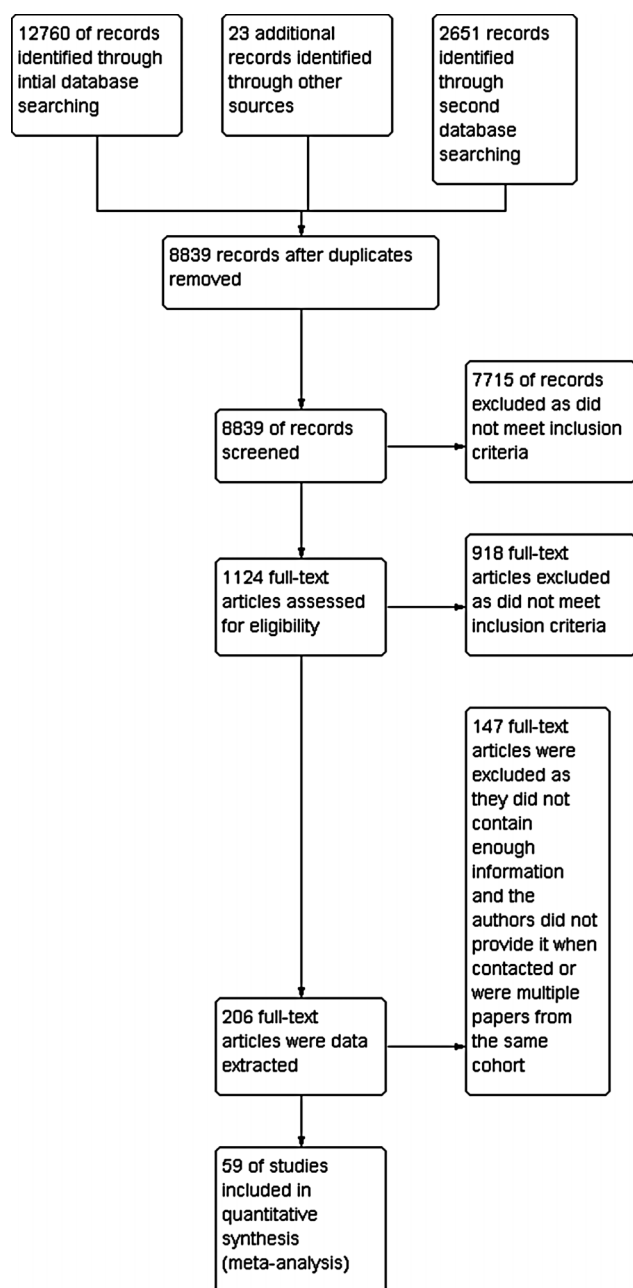 12760 of records
identified through
intial database
searching
23 additional
records identified
through other
sources
2651 records
identified
through
second
database
searching
8839 records after duplicates
removed
8839 of records
screened
7715 of records
excluded as did
not meet inclusion
criteria
1124 full-text
articles assessed
for eligibility
918 full-text
articles excluded
as did not meet
inclusion criteria
147 full-text
articles were
excluded as
they did not
contain
enough
information
and the
authors did not
provide it when
contacted or
were multiple
papers from
the same
cohort
206 full-text
articles were data
extracted
59 of studies
included in
quantitative
synthesis
(meta-analysis)